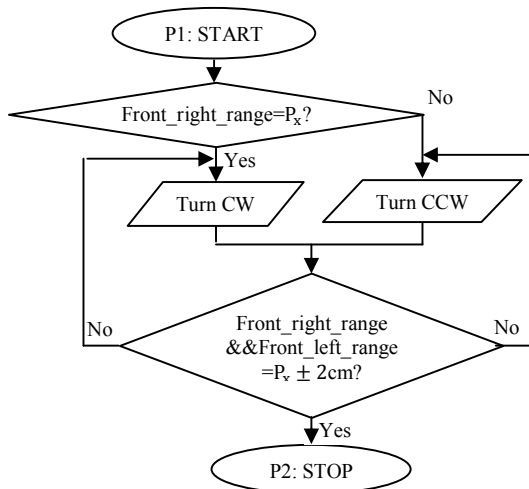 P1: START
Front_right_range=Pₓ?
No
Yes
Turn CW
Turn CCW
Front_right_range
&&Front_left_range
=Pₓ ± 2cm?
No
No
Yes
P2: STOP